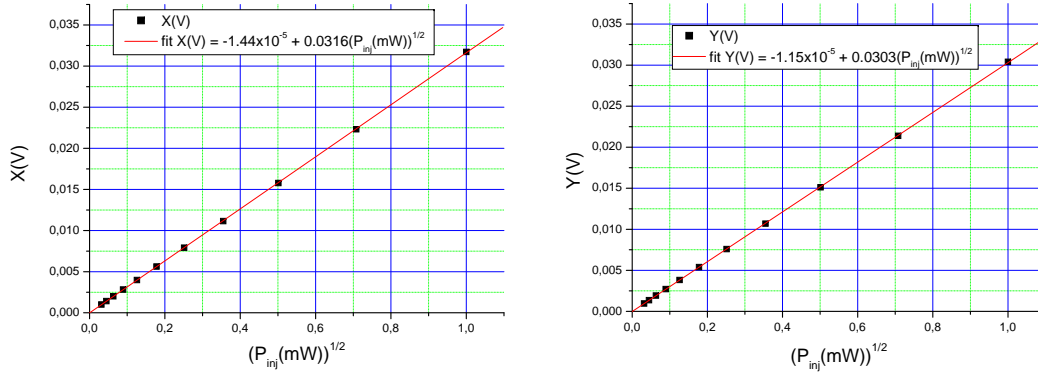 0,035
0,030
0,025
0,020
0,015
0,010
0,005
0,000
X(V)
X(V)
fit X(V) = -1.44x10^-5 + 0.0316(P_inj(mW))^1/2
0,0 0,2 0,4 0,6 0,8 1,0
(P_inj(mW))^1/2
0,035
0,030
0,025
0,020
0,015
0,010
0,005
0,000
Y(V)
Y(V)
fit Y(V) = -1.15x10^-5 + 0.0303(P_inj(mW))^1/2
0,0 0,2 0,4 0,6 0,8 1,0
(P_inj(mW))^1/2